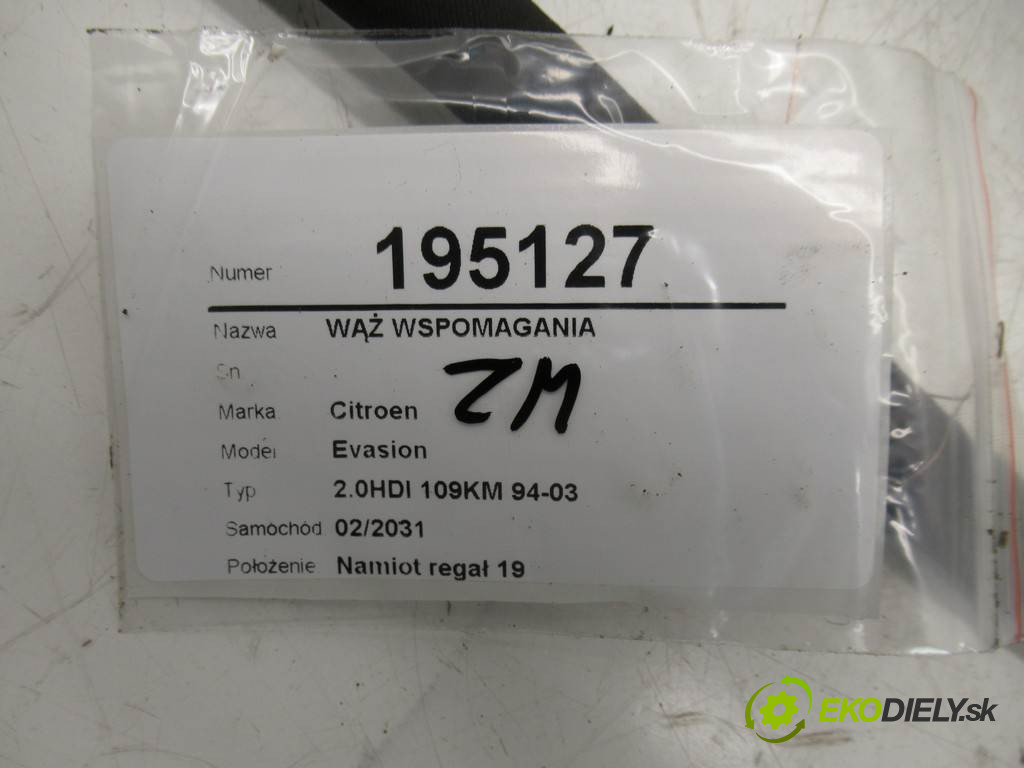 Numer 195127
Nazwa WĄŻ WSPOMAGANIA
Sn .
ZM
Marka Citroen
Model Evasion
Typ 2.0HDI 109KM 94-03
Samochód 02/2031
Położenie Namiot regał 19
EKODIELY.sk